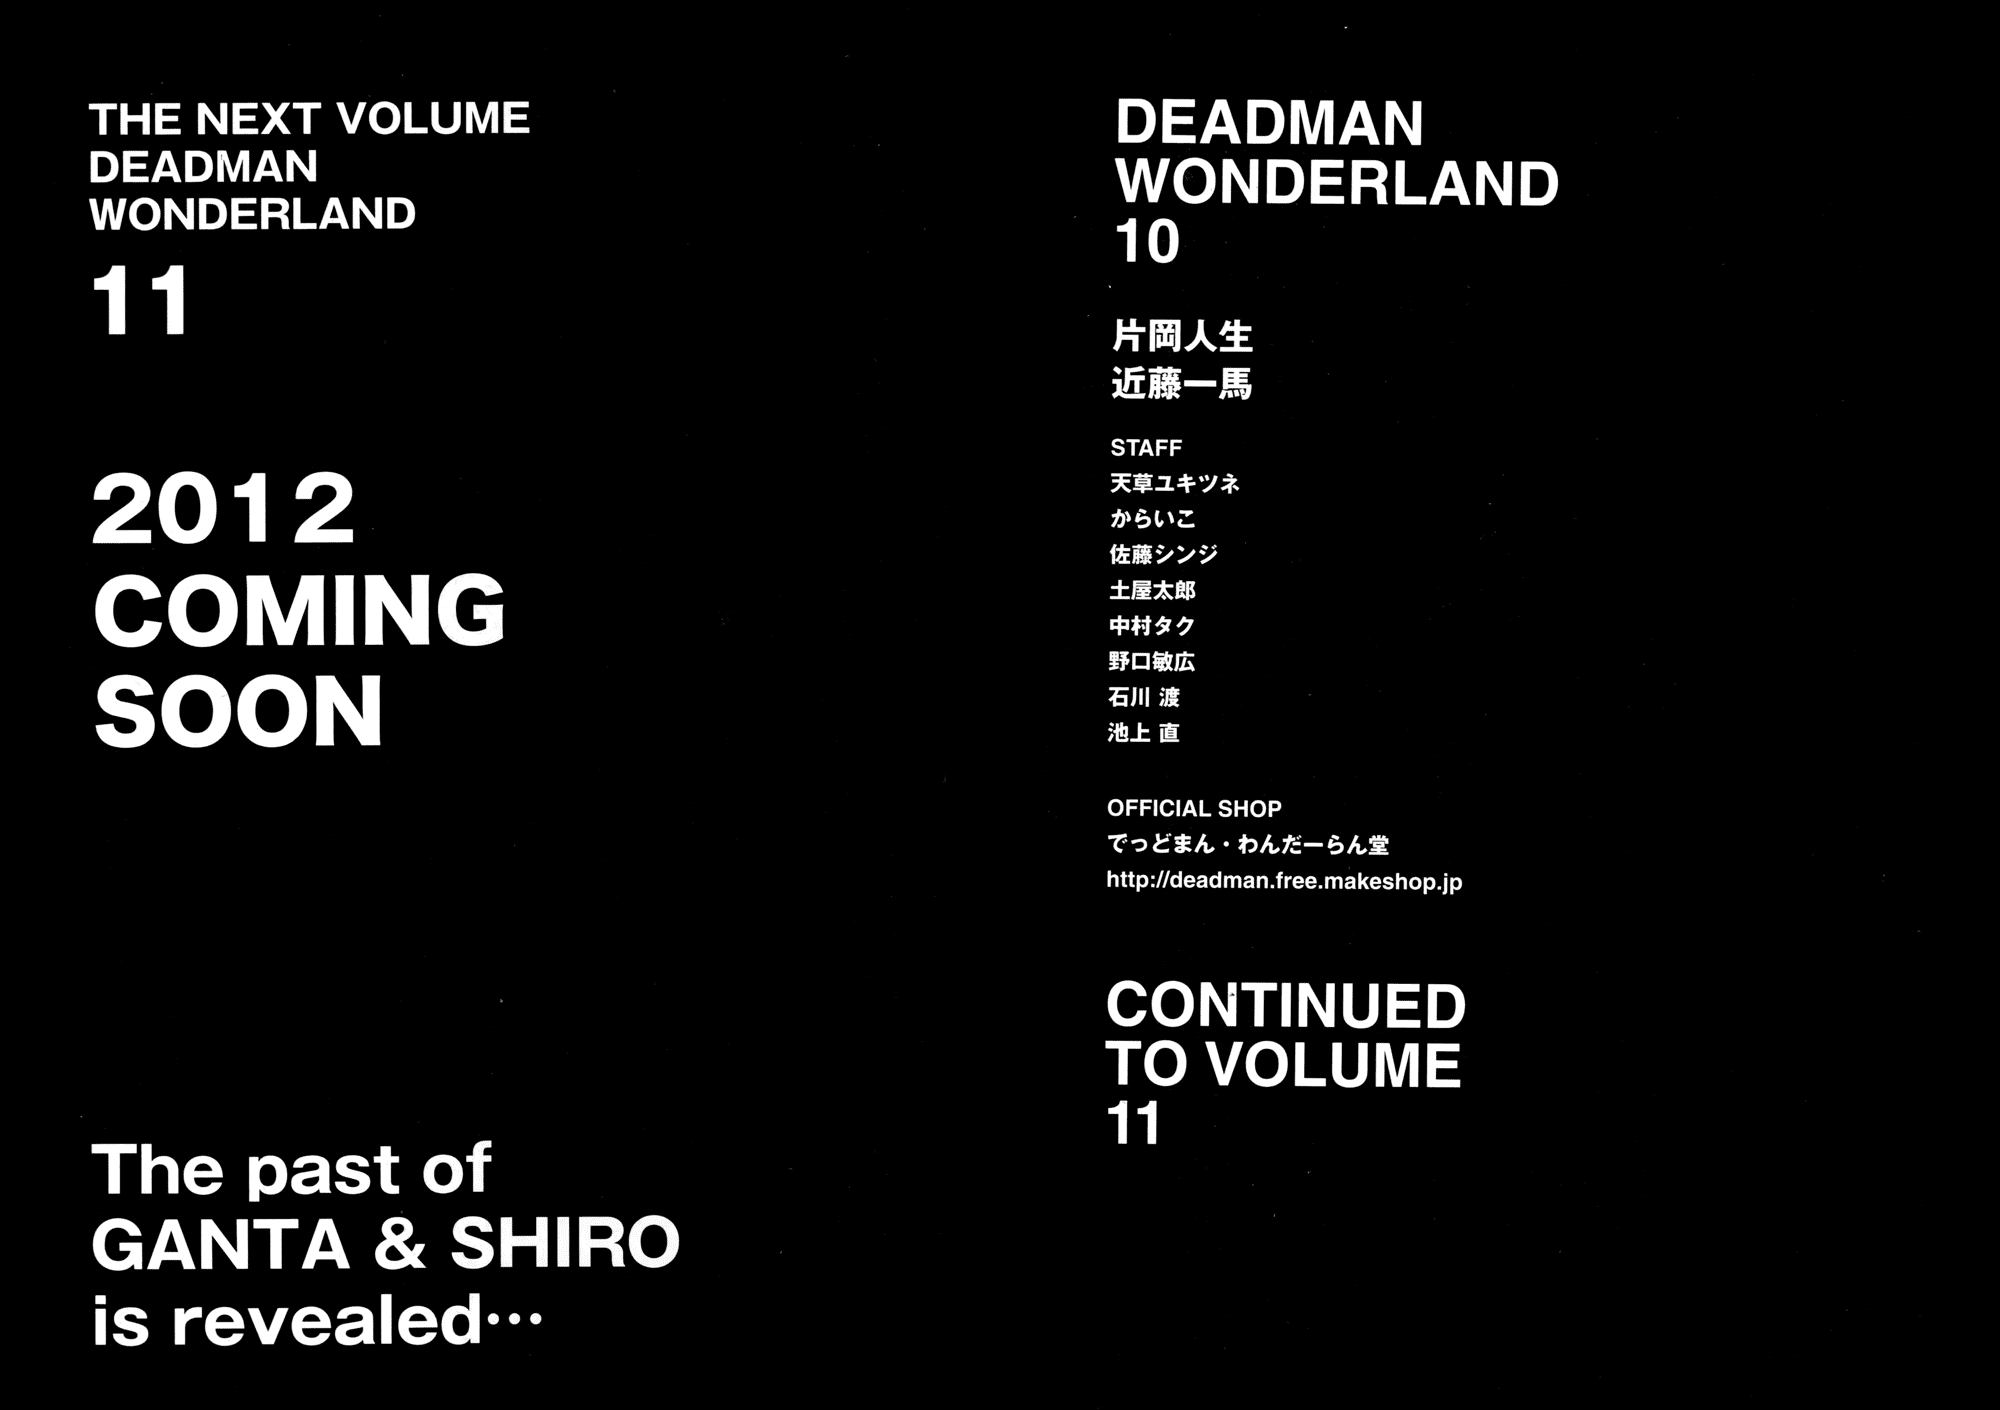 DEADMAN
WONDERLAND
10
片岡人生
近藤一馬
STAFF
天草ユキツネ
からいこ
佐藤シンジ
土屋太郎
中村タク
野口敏広
石川 渡
池上 直
OFFICIAL SHOP
でっどまん・わんだーらん堂
http://deadman.free.makeshop.jp
CONTINUED
TO VOLUME
11
THE NEXT VOLUME
DEADMAN
WONDERLAND
11
2012
COMING
SOON
The past of
GANTA & SHIRO
is revealed…